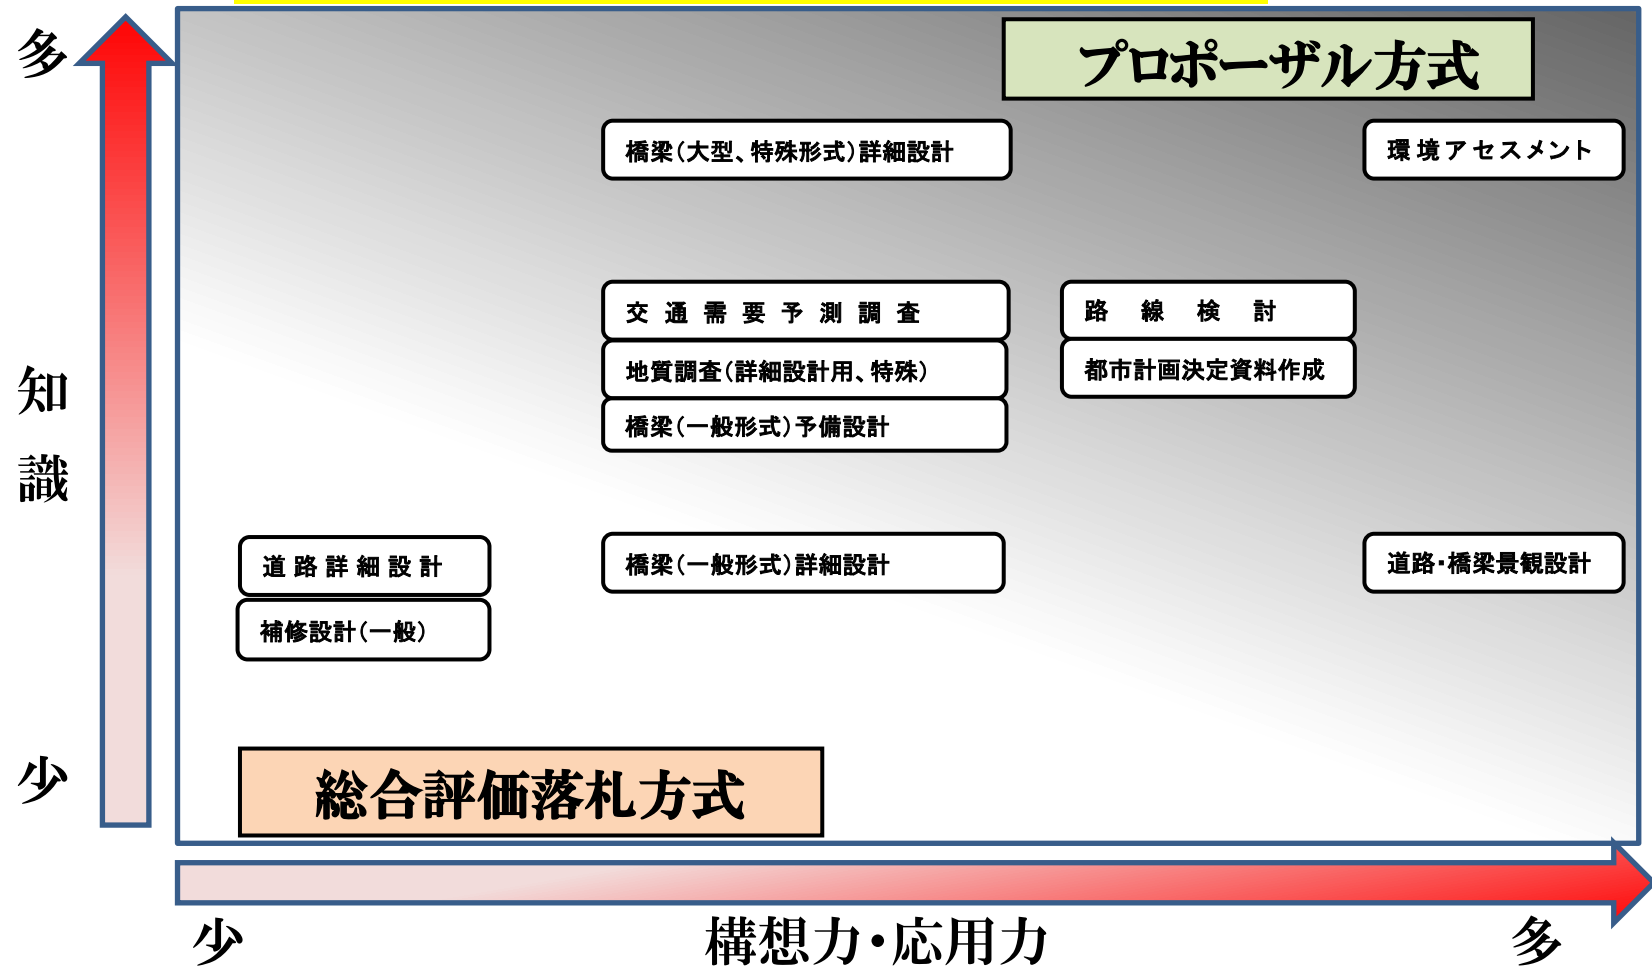 多
プロポーザル方式
橋梁（大型、特殊形式）詳細設計
環境アセスメント
交通需要予測調査
路線検討
地質調査（詳細設計用、特殊）
都市計画決定資料作成
橋梁（一般形式）予備設計
知識
道路詳細設計
橋梁（一般形式）詳細設計
道路・橋梁景観設計
補修設計（一般）
少
総合評価落札方式
少
構想力・応用力
多